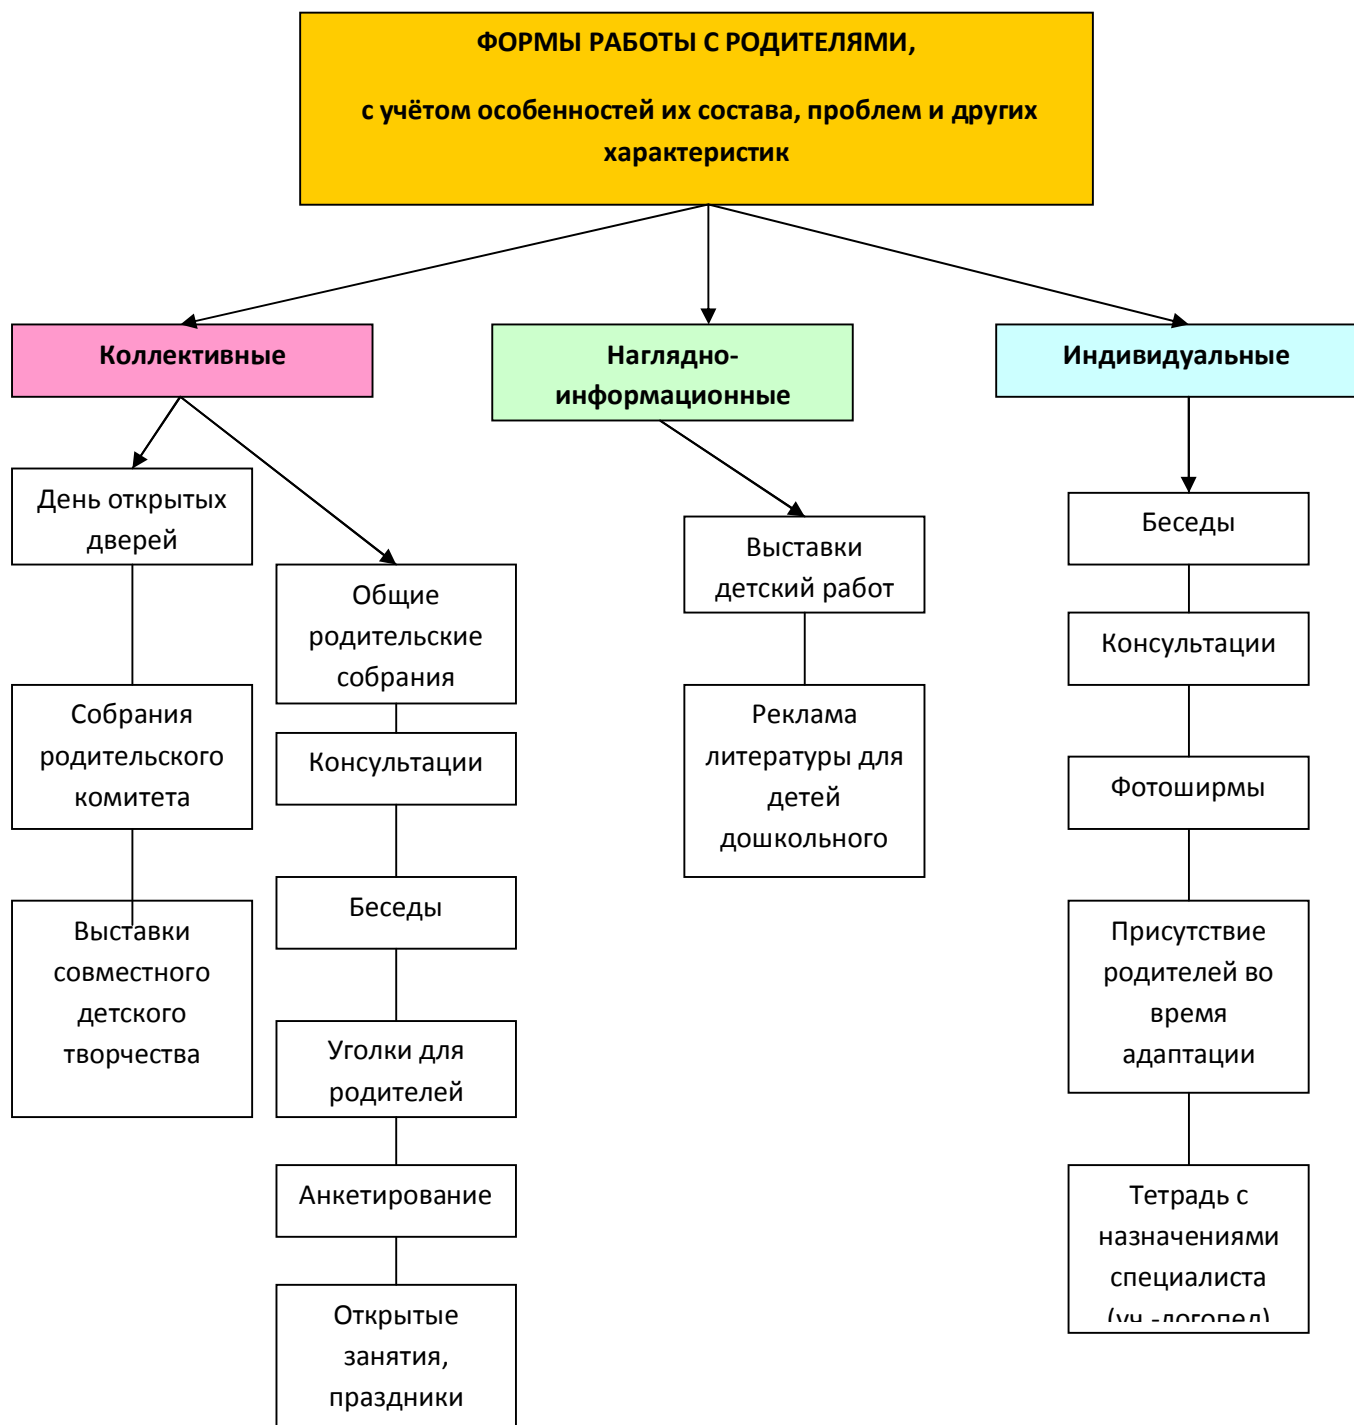 ФОРМЫ РАБОТЫ С РОДИТЕЛЯМИ,
с учётом особенностей их состава, проблем и других
характеристик
Коллективные
Наглядно-
информационные
Индивидуальные
День открытых
дверей
Собрания
родительского
комитета
Выставки
совместного
детского
творчества
Общие
родительские
собрания
Консультации
Беседы
Уголки для
родителей
Анкетирование
Открытые
занятия,
праздники
Выставки
детский работ
Реклама
литературы для
детей
дошкольного
Беседы
Консультации
Фотоширмы
Присутствие
родителей во
время
адаптации
Тетрадь с
назначениями
специалиста
(уч.-логопед)